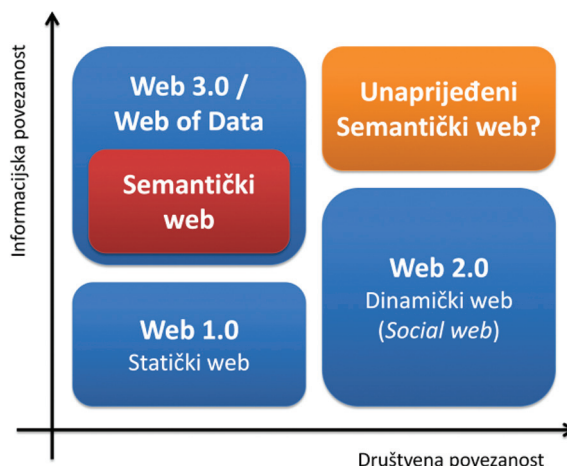 Informacijska povezanost
Web 3.0 /
Web of Data
Semantički
web
Unaprijeđeni
Semantički web?
Web 1.0
Statički web
Web 2.0
Dinamički web
(Social web)
Društvena povezanost